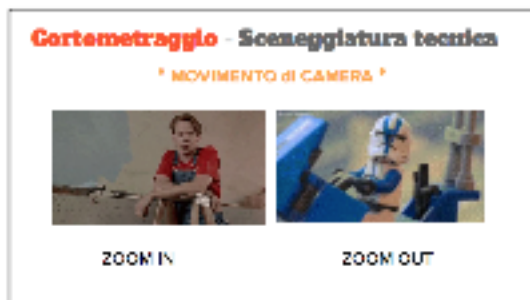 Cortometraggio - Sceneggiatura tecnica
* MOVIMENTO di CAMERA *
ZOOM IN
ZOOM OUT